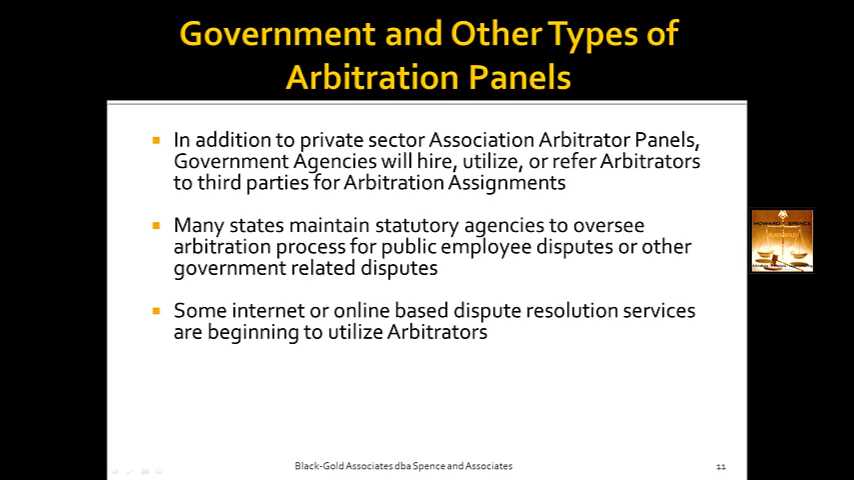 Government and Other Types of
Arbitration Panels
In addition to private sector Association Arbitrator Panels,
Government Agencies will hire, utilize, or refer Arbitrators
to third parties for Arbitration Assignments
Many states maintain statutory agencies to oversee
arbitration process for public employee disputes or other
government related disputes
Some internet or online based dispute resolution services
are beginning to utilize Arbitrators
HOWARD SPENCE
Black-Gold Associates dba Spence and Associates
11